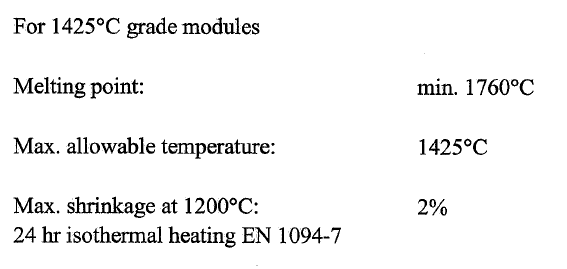 For 1425°C grade modules
Melting point: min. 1760°C
Max. allowable temperature: 1425°C
Max. shrinkage at 1200°C: 2%
24 hr isothermal heating EN 1094-7